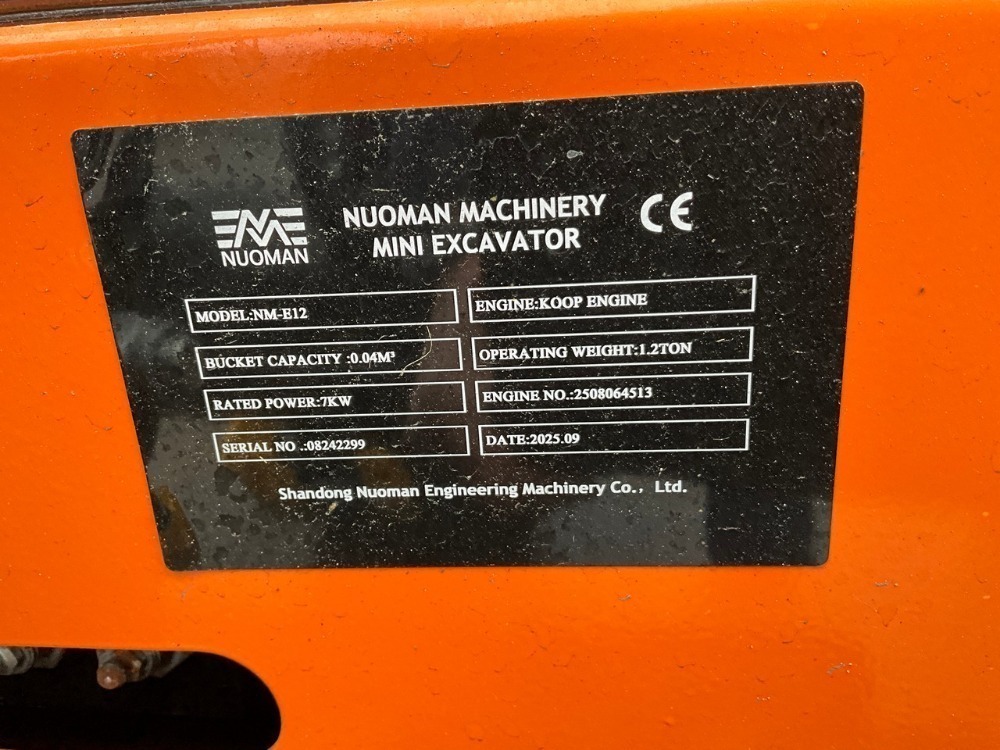 NUOMAN
NUOMAN MACHINERY
MINI EXCAVATOR
CE
MODEL:NM-E12
ENGINE:KOOP ENGINE
BUCKET CAPACITY :0.04M³
OPERATING WEIGHT:1.2TON
RATED POWER:7KW
ENGINE NO.:2508064513
SERIAL NO .:08242299
DATE:2025.09
Shandong Nuoman Engineering Machinery Co., Ltd.